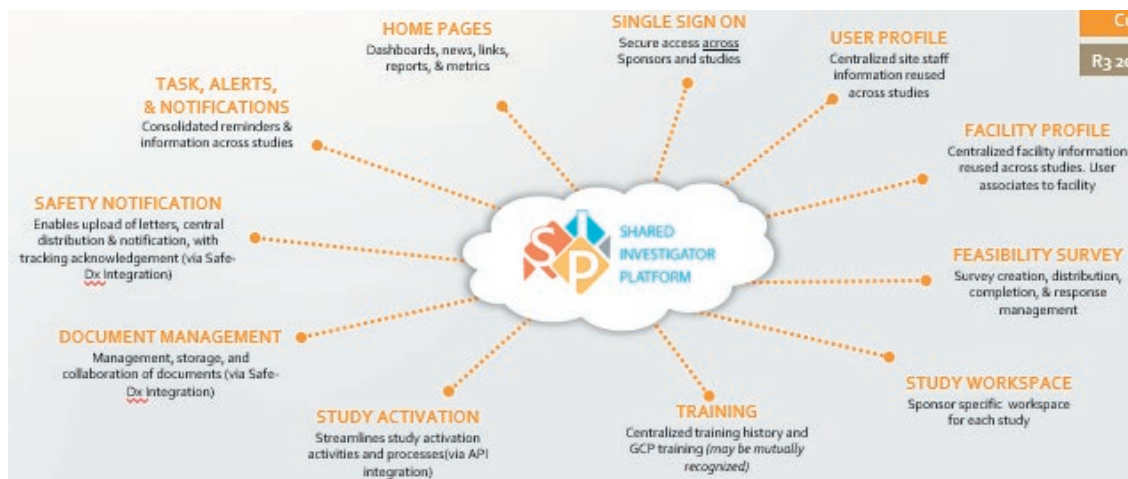 HOME PAGES
Dashboards, news, links,
reports, & metrics
SINGLE SIGN ON
Secure access across
Sponsors and studies
USER PROFILE
Centralized site staff
information reused
across studies
Cu
R3 20
TASK, ALERTS,
& NOTIFICATIONS
Consolidated reminders &
information across studies
FACILITY PROFILE
Centralized facility information
reused across studies. User
associates to facility
SAFETY NOTIFICATION
Enables upload of letters, central
distribution & notification, with
tracking acknowledgement (via Safe-
Dx Integration)
SIP
SHARED
INVESTIGATOR
PLATFORM
FEASIBILITY SURVEY
Survey creation, distribution,
completion, & response
management
DOCUMENT MANAGEMENT
Management, storage, and
collaboration of documents (via Safe-
Dx Integration)
STUDY WORKSPACE
Sponsor specific workspace
for each study
STUDY ACTIVATION
Streamlines study activation
activities and processes(via API
integration)
TRAINING
Centralized training history and
GCP training (may be mutually
recognized)